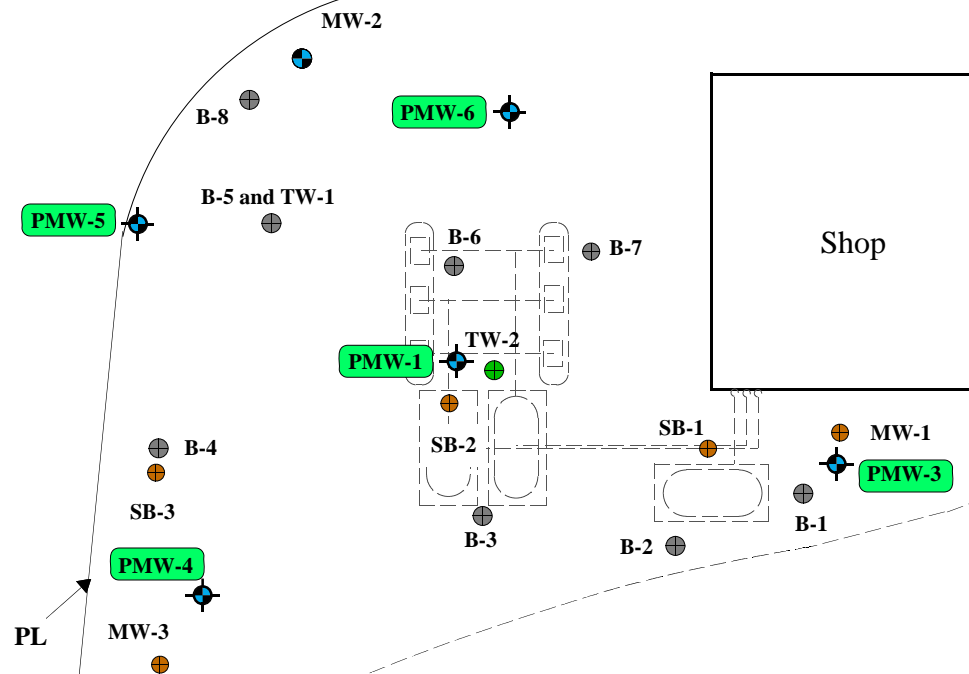 MW-2
PMW-6
B-8
B-5 and TW-1
PMW-5
B-6
B-7
Shop
TW-2
PMW-1
SB-2
SB-1
MW-1
B-4
PMW-3
B-1
SB-3
B-3
B-2
PMW-4
PL
MW-3